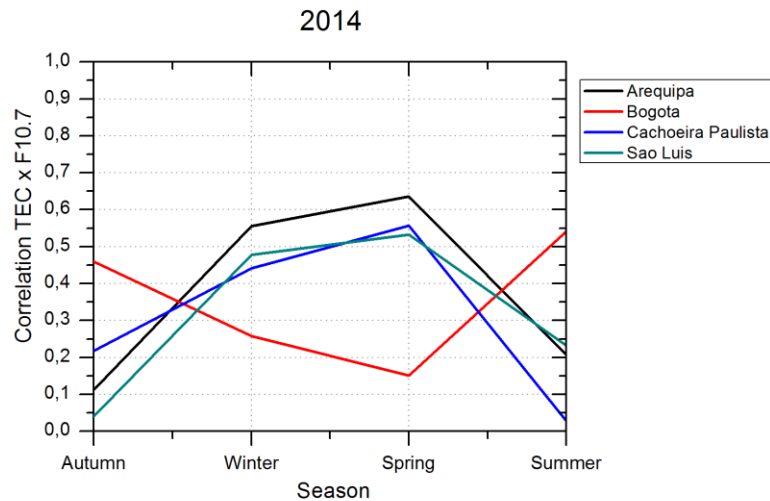 2014
Correlation TEC x F10.7
1,0
0,9
0,8
0,7
0,6
0,5
0,4
0,3
0,2
0,1
0,0
Autumn
Winter
Spring
Summer
Season
Arequipa
Bogota
Cachoeira Paulista
Sao Luis